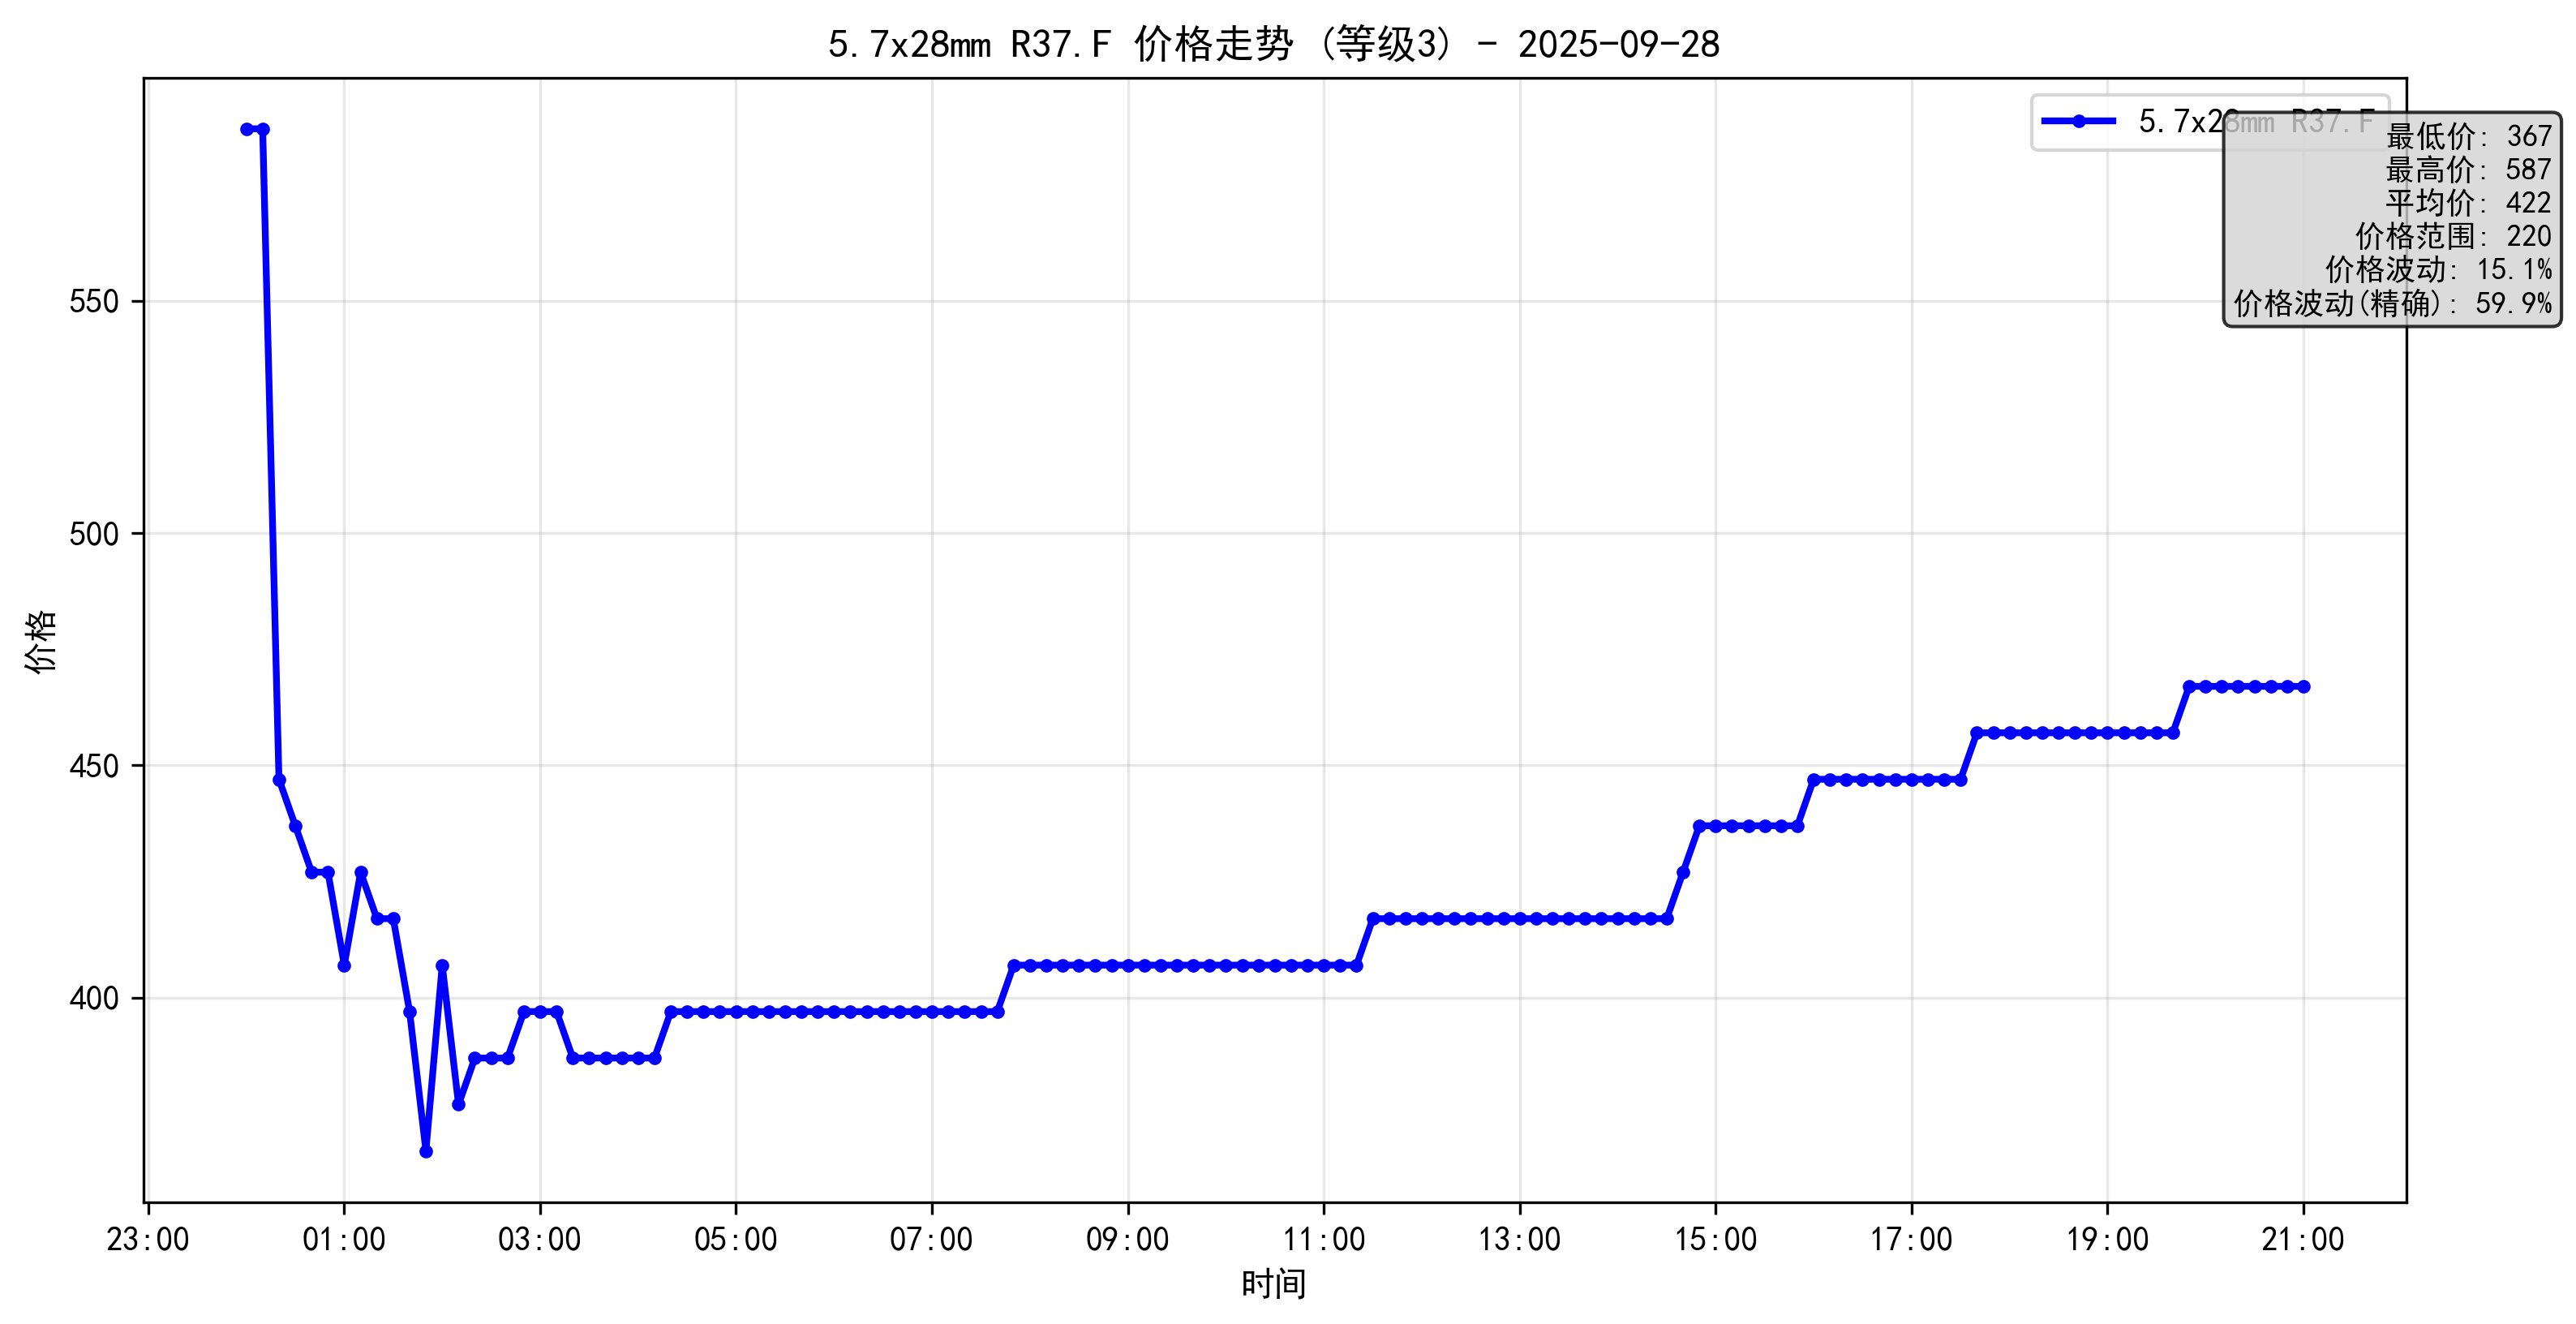 5.7x28mm R37.F 价格走势 (等级3) - 2025-09-28
5.7x28mm R37.F
最低价: 367
最高价: 587
平均价: 422
价格范围: 220
价格波动: 15.1%
价格波动(精确): 59.9%
550
500
450
400
价格
23:00 01:00 03:00 05:00 07:00 09:00 11:00 13:00 15:00 17:00 19:00 21:00
时间